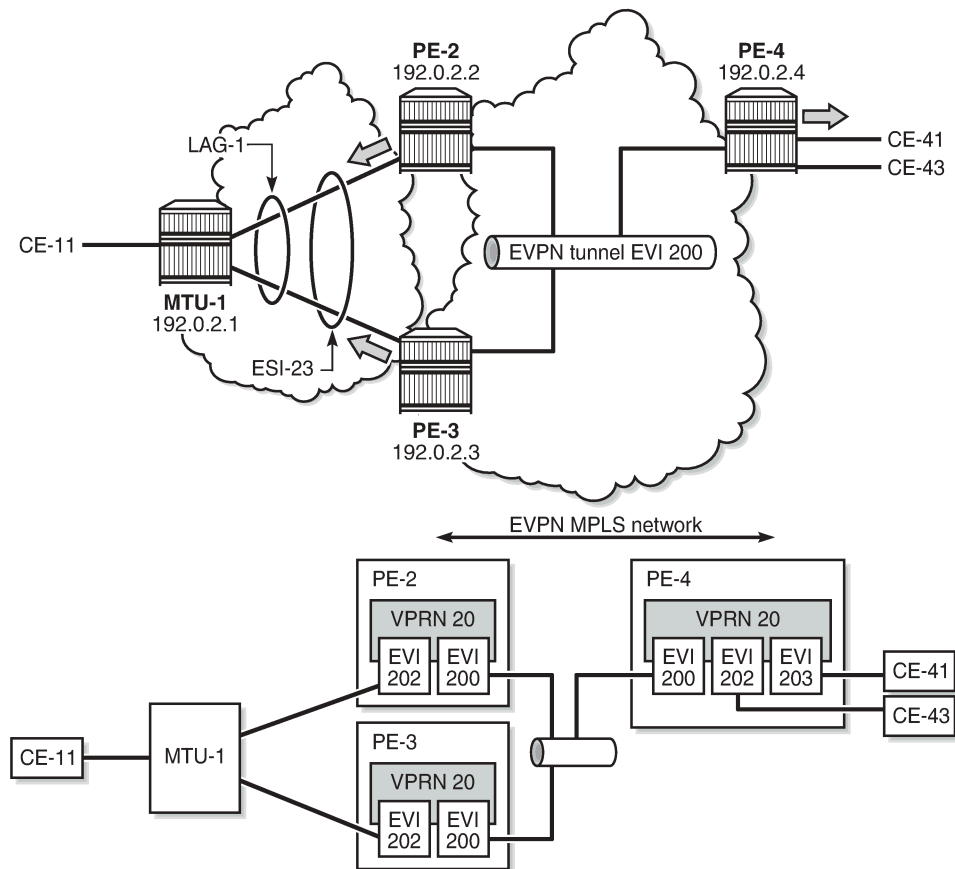 PE-2
192.0.2.2
PE-4
192.0.2.4
LAG-1
CE-41
CE-43
CE-11
EVPN tunnel EVI 200
MTU-1
192.0.2.1
ESI-23
PE-3
192.0.2.3
EVPN MPLS network
PE-2
VPRN 20
EVI
202
EVI
200
PE-4
VPRN 20
EVI
200
EVI
202
EVI
203
CE-41
CE-43
CE-11
MTU-1
PE-3
VPRN 20
EVI
202
EVI
200